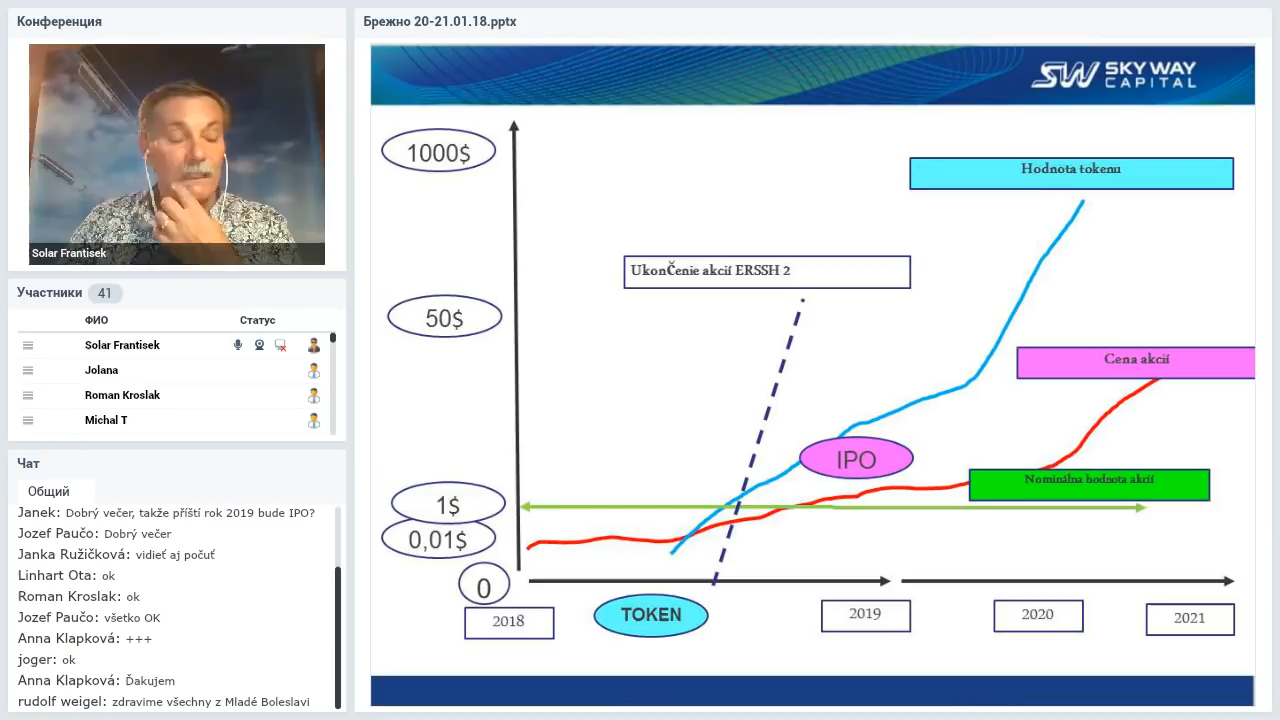 Конференция
Solar Frantisek
Участники 41
ФИО Статус
Solar Frantisek
Jolana
Roman Kroslak
Michal T
Чат
Общий
Janek: Dobrý večer, takže příští rok 2019 bude IPO?
Jozef Paučo: Dobrý večer
Janka Ružičková: vidieť aj počuť
Linhart Ota: ok
Roman Kroslak: ok
Jozef Paučo: všetko OK
Anna Klapková: +++
joger: ok
Anna Klapková: Ďakujem
rudolf weigel: zdravime všechny z Mladé Boleslavi
Брежно 20-21.01.18.pptx
SW SKY WAY
CAPITAL
1000$
Hodnota tokenu
UkonČenie akcií ERSSH 2
50$
Cena akcií
IPO
Nominálna hodnota akcií
1$
0,01$
0
2018
TOKEN
2019
2020
2021